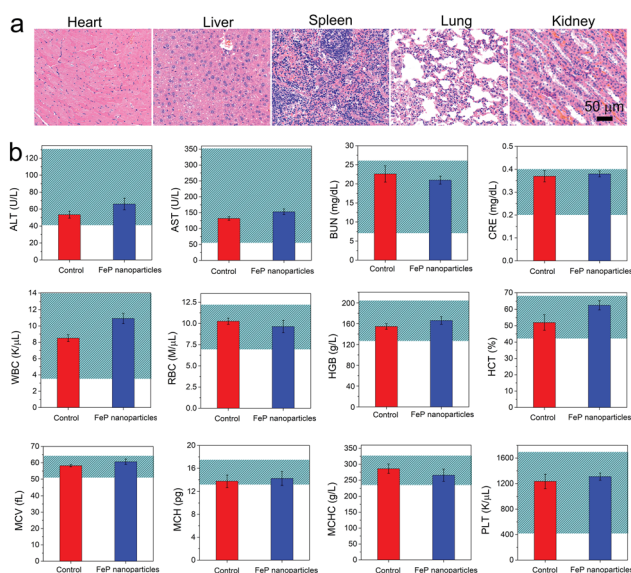 a
Heart Liver Spleen Lung Kidney
50 μm
b
ALT (U/L)
140
120
100
80
60
40
20
0
Control FeP nanoparticles
AST (U/L)
350
300
250
200
150
100
50
0
Control FeP nanoparticles
BUN (mg/dL)
30
25
20
15
10
5
0
Control FeP nanoparticles
CRE (mg/dL)
0.5
0.4
0.3
0.2
0.1
0.0
Control FeP nanoparticles
WBC (K/μL)
14
12
10
8
6
4
2
0
Control FeP nanoparticles
RBC (M/μL)
12.5
10.0
7.5
5.0
2.5
0.0
Control FeP nanoparticles
HGB (g/L)
200
150
100
50
0
Control FeP nanoparticles
HCT (%)
70
60
50
40
30
20
10
0
Control FeP nanoparticles
MCV (fL)
70
60
50
40
30
20
10
0
Control FeP nanoparticles
MCH (pg)
20
16
12
8
4
0
Control FeP nanoparticles
MCHC (g/L)
350
300
250
200
150
100
50
0
Control FeP nanoparticles
PLT (K/μL)
1600
1200
800
400
0
Control FeP nanoparticles